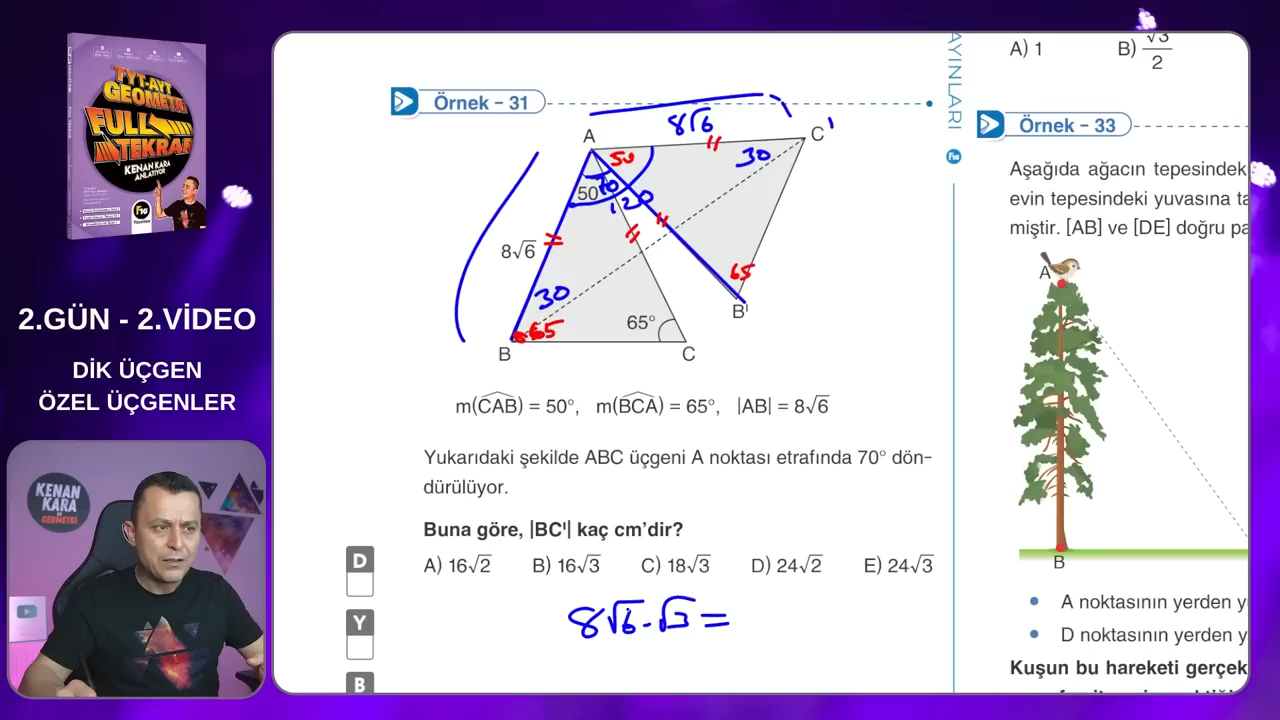 TYT-AYT
GEOMETRİ
FULL
TEKRAR
KENAN KARA
ANLATIYOR
2.GÜN - 2.VİDEO
DİK ÜÇGEN
ÖZEL ÜÇGENLER
KENAN
KARA
GEOMETRİ
Örnek – 31
A
8√6
C'
50
30
50
70
120
8√6
65
30
B'
65
65°
B
C
m(CAB) = 50°, m(BCA) = 65°, |AB| = 8√6
Yukarıdaki şekilde ABC üçgeni A noktası etrafında 70° dön-
dürülüyor.
Buna göre, |BC'| kaç cm'dir?
A) 16√2 B) 16√3 C) 18√3 D) 24√2 E) 24√3
8√6 . √3 =
D
Y
B
AYINLARI
A) 1 B) √3/2
Örnek – 33
Aşağıda ağacın tepesindek
evin tepesindeki yuvasına ta
miştir. [AB] ve [DE] doğru pa
A
B
• A noktasının yerden y
• D noktasının yerden y
Kuşun bu hareketi gerçek